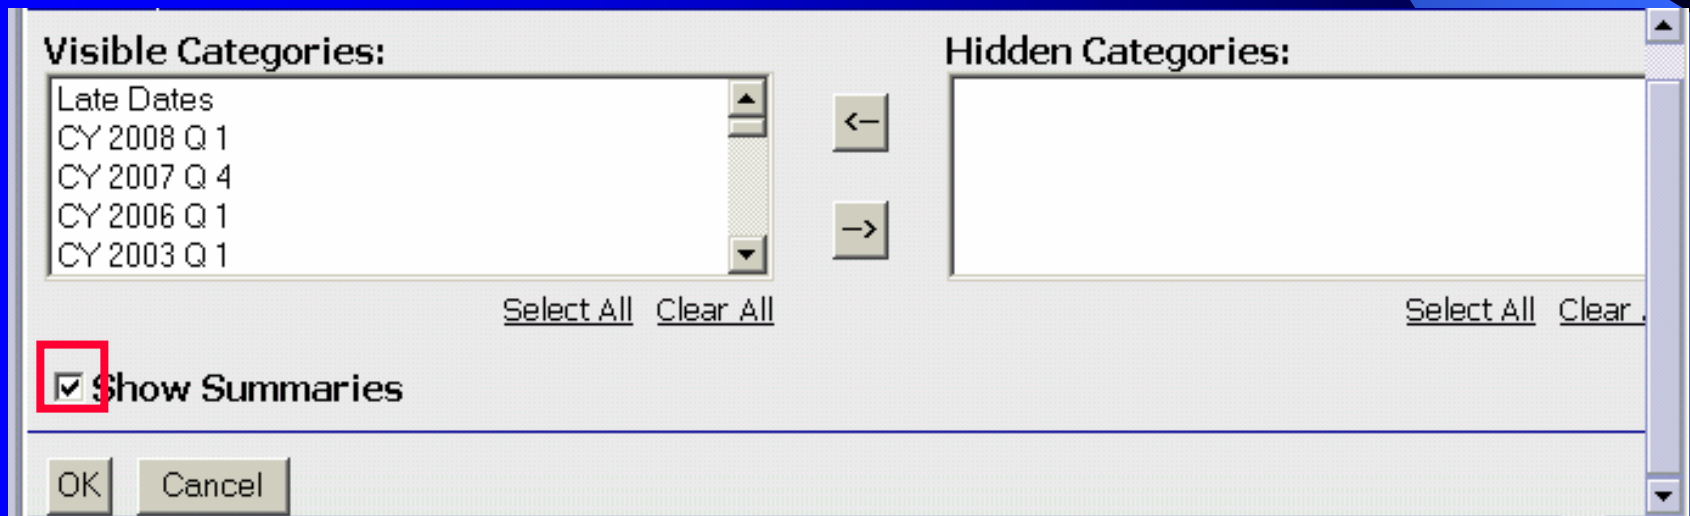 Visible Categories:
Hidden Categories:
Late Dates
CY 2008 Q 1
CY 2007 Q 4
CY 2006 Q 1
CY 2003 Q 1
<-
->
Select All Clear All
Select All Clear
Show Summaries
OK Cancel